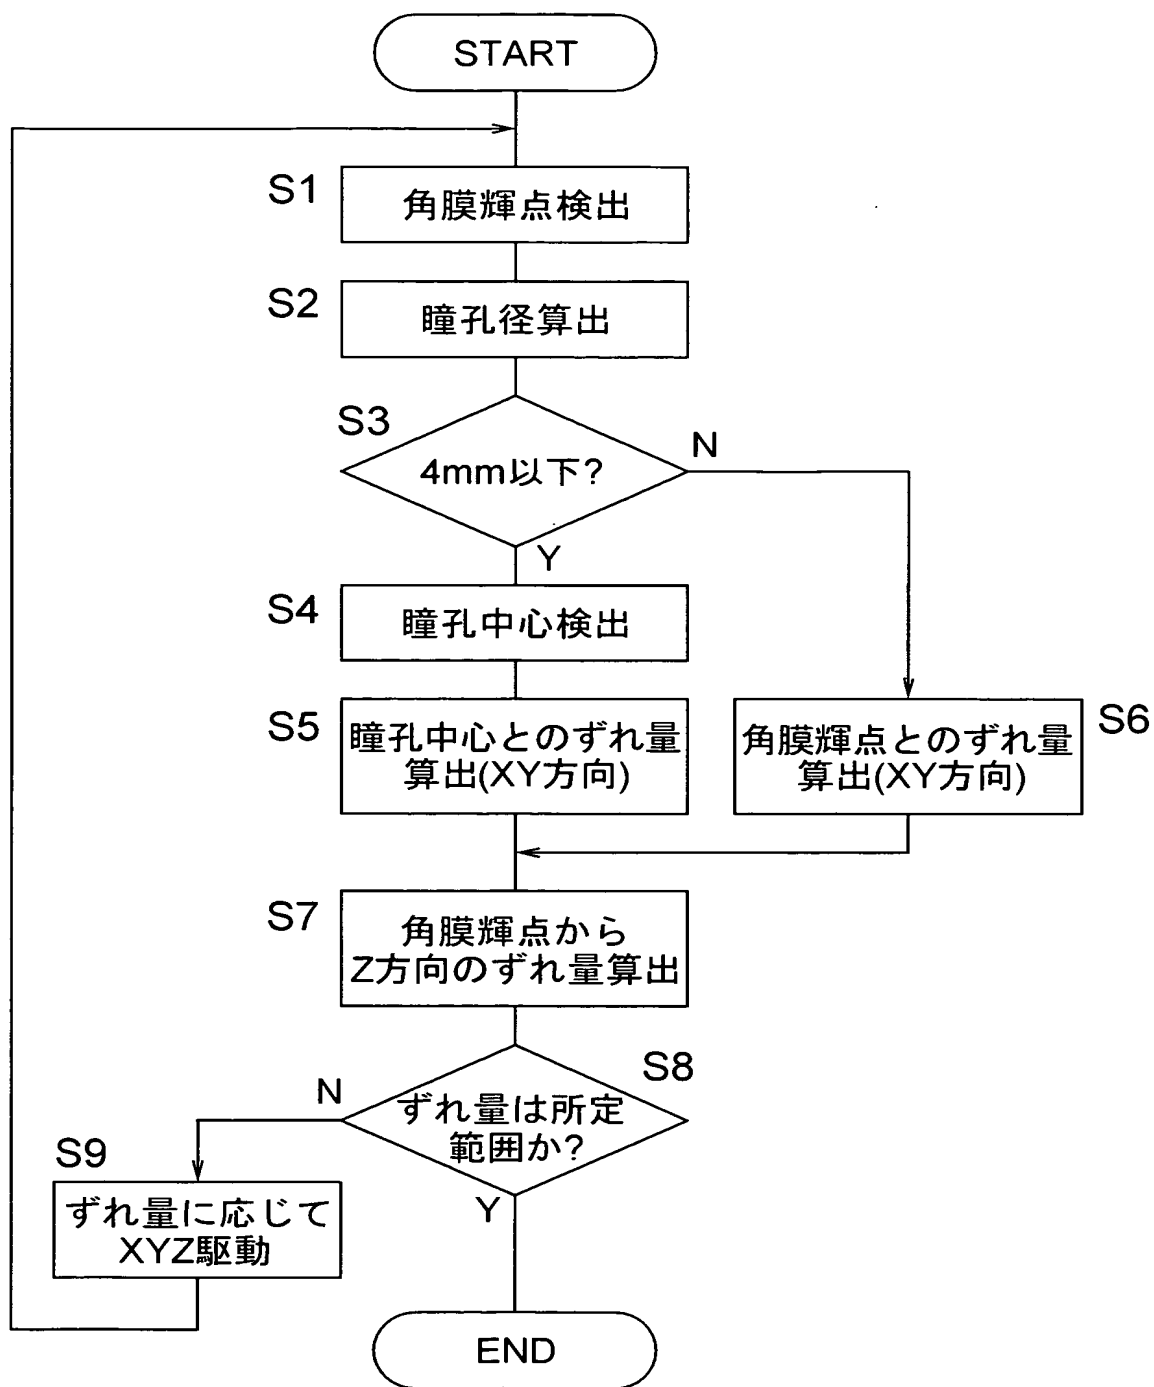 START
S1
角膜輝点検出
S2
瞳孔径算出
S3
4mm以下?
N
Y
S4
瞳孔中心検出
S5
瞳孔中心とのずれ量
算出(XY方向)
S6
角膜輝点とのずれ量
算出(XY方向)
S7
角膜輝点から
Z方向のずれ量算出
S8
ずれ量は所定
範囲か?
N
Y
S9
ずれ量に応じて
XYZ駆動
END